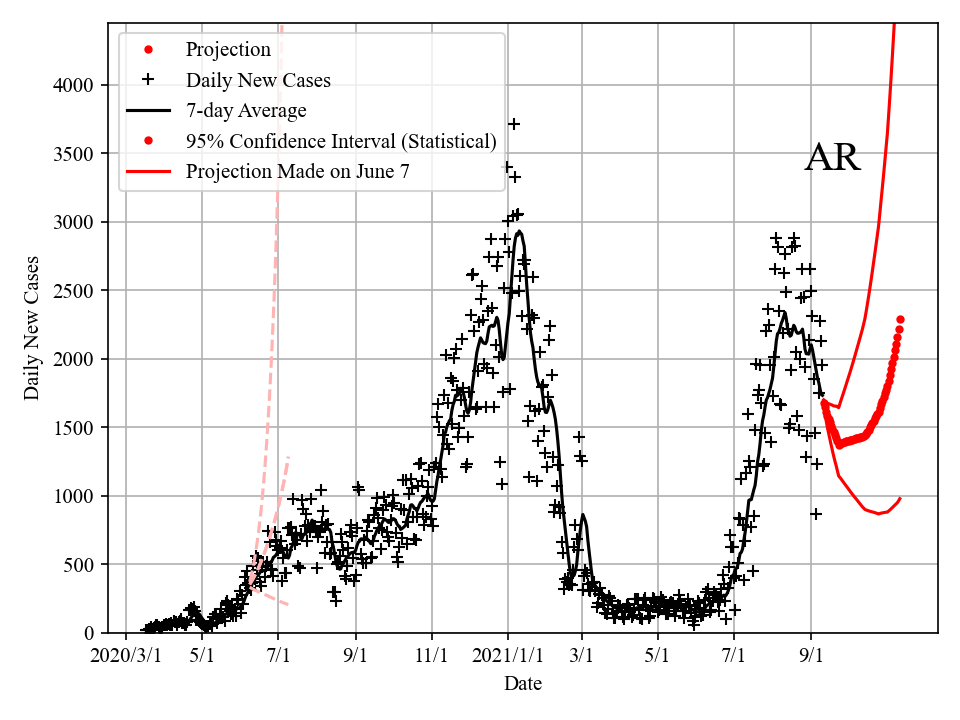 Projection
Daily New Cases
7-day Average
95% Confidence Interval (Statistical)
Projection Made on June 7
AR
Daily New Cases
4000
3500
3000
2500
2000
1500
1000
500
0
2020/3/1 5/1 7/1 9/1 11/1 2021/1/1 3/1 5/1 7/1 9/1
Date